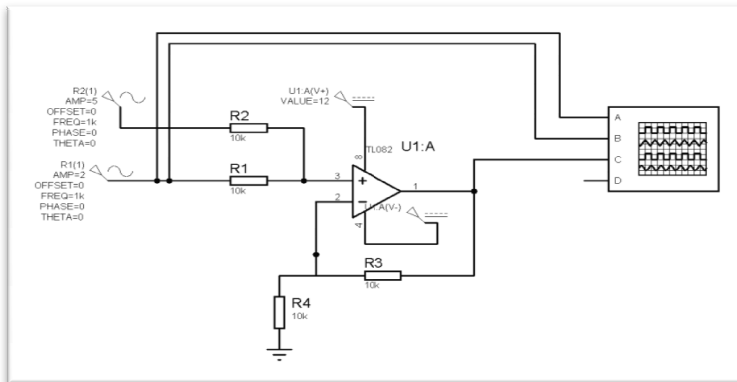 R2(1)
AMP=5
OFFSET=0
FREQ=1k
PHASE=0
THETA=0
R1(1)
AMP=2
OFFSET=0
FREQ=1k
PHASE=0
THETA=0
R2
10k
R1
10k
U1:A(V+)
VALUE=12
8
TL082
U1:A
3
2
1
4
U1:A(V-)
R3
10k
R4
10k
A
B
C
D